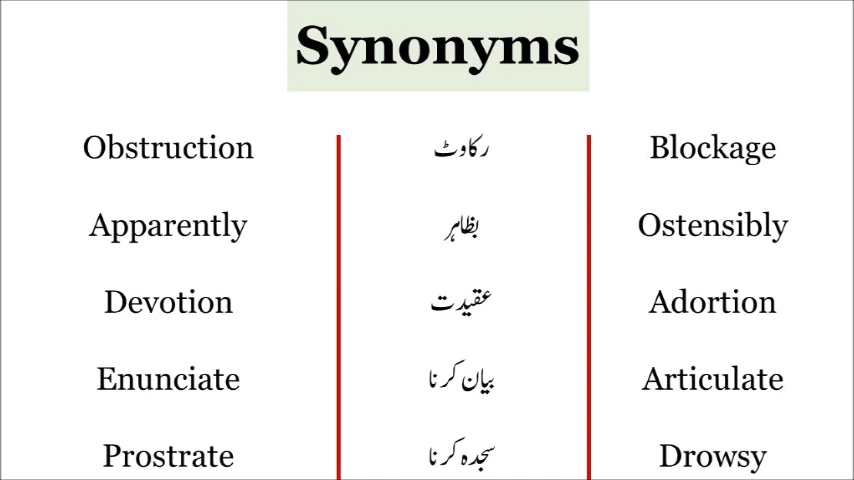 Synonyms
Obstruction رکاوٹ Blockage
Apparently بظاہر Ostensibly
Devotion عقیدت Adortion
Enunciate بیان کرنا Articulate
Prostrate سجدہ کرنا Drowsy